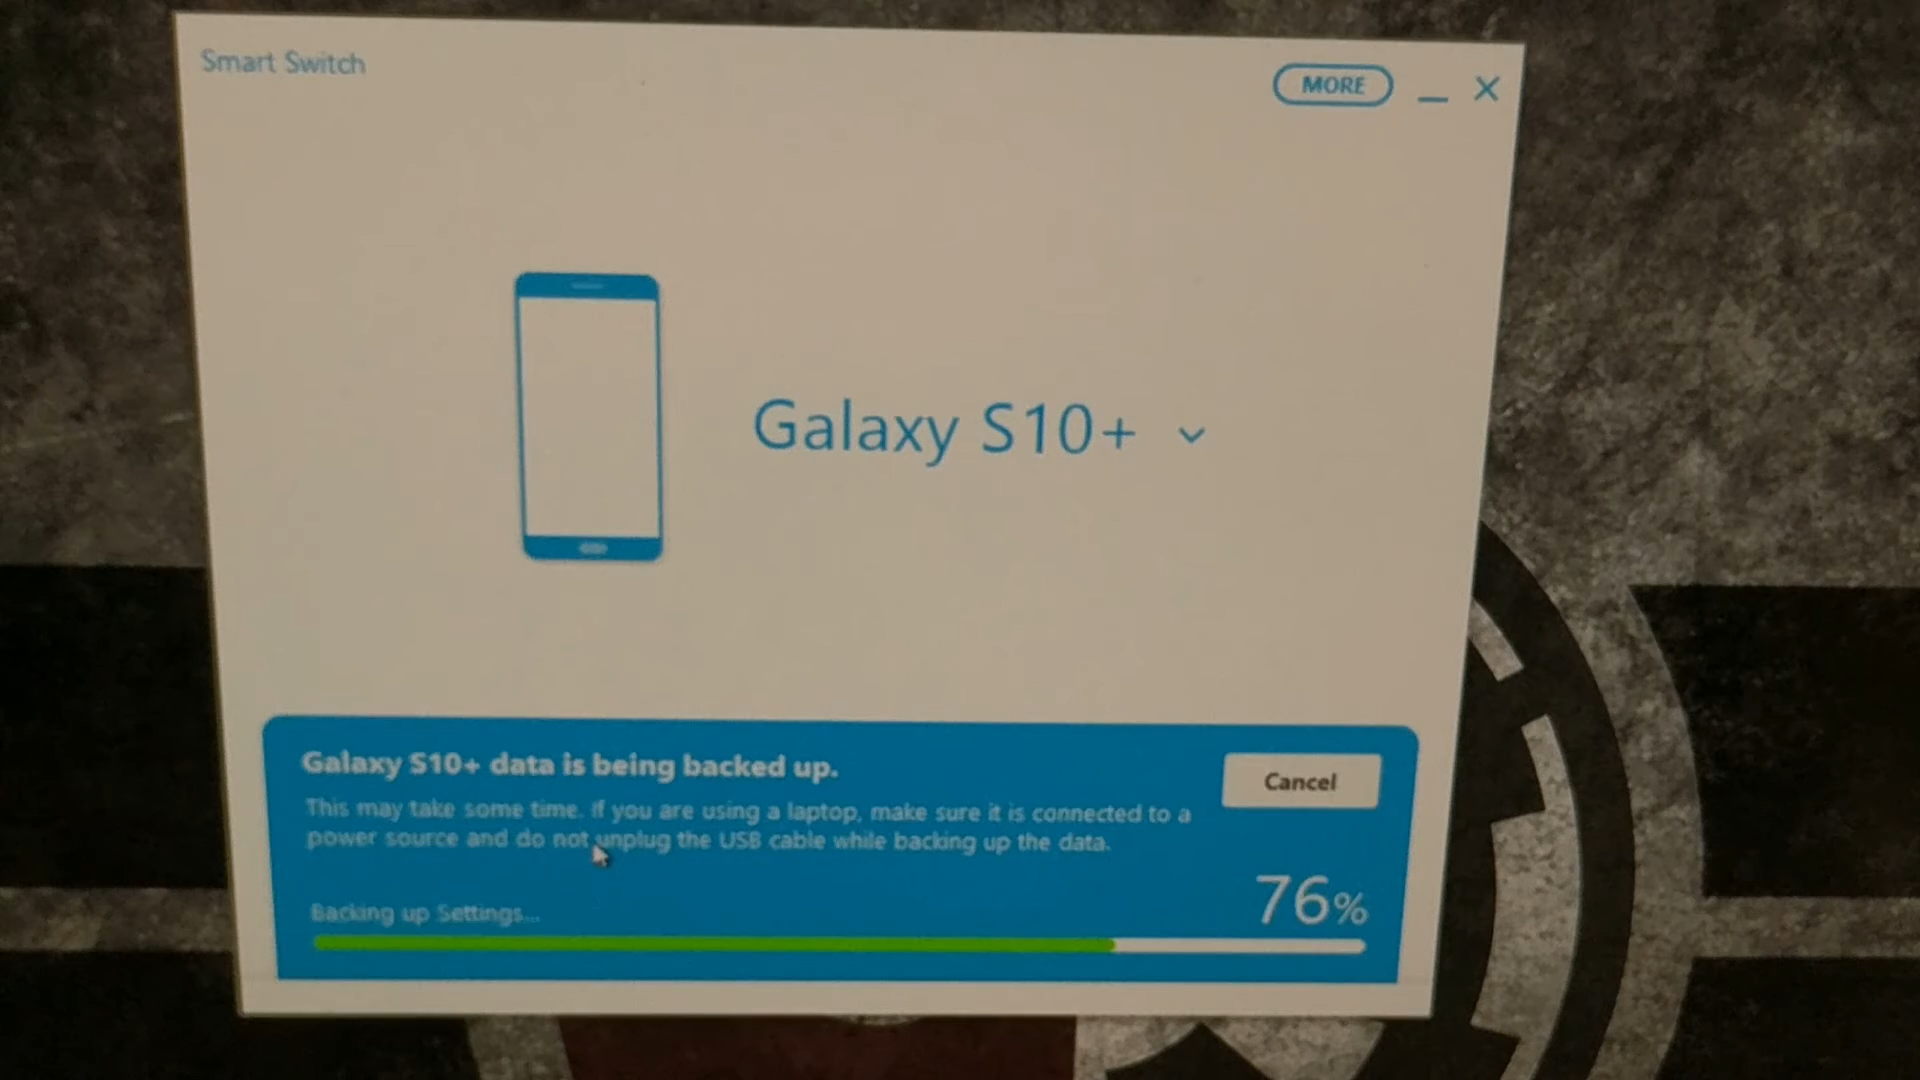 Smart Switch
MORE
Galaxy S10+
Galaxy S10+ data is being backed up.
Cancel
This may take some time. If you are using a laptop, make sure it is connected to a
power source and do not unplug the USB cable while backing up the data.
76%
Backing up Settings...